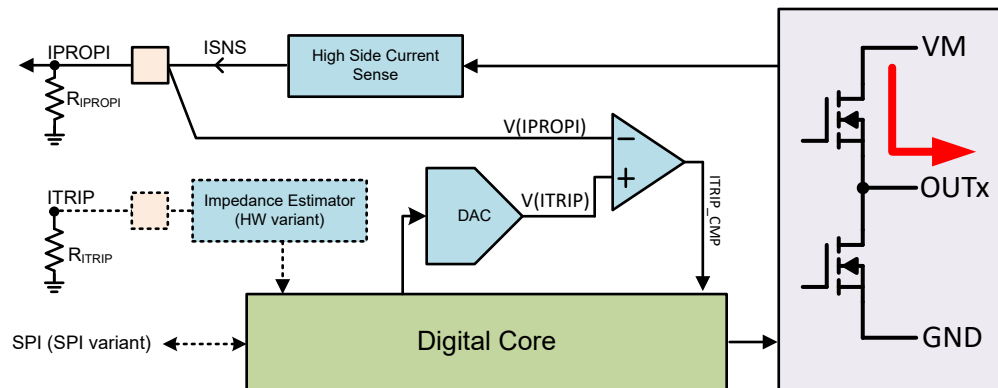 IPROPI
ISNS
High Side Current
Sense
VM
RIPROPI
V(IPROPI)
−
+
ITRIP
Impedance Estimator
(HW variant)
DAC
V(ITRIP)
ITRIP_CMP
OUTx
RITRIP
SPI (SPI variant)
Digital Core
GND